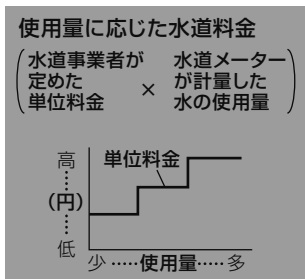 使用量に応じた水道料金
水道事業者が
定めた
単位料金
×
水道メーター
が計量した
水の使用量
単位料金
高
……
(円)
……
低
少……使用量……多